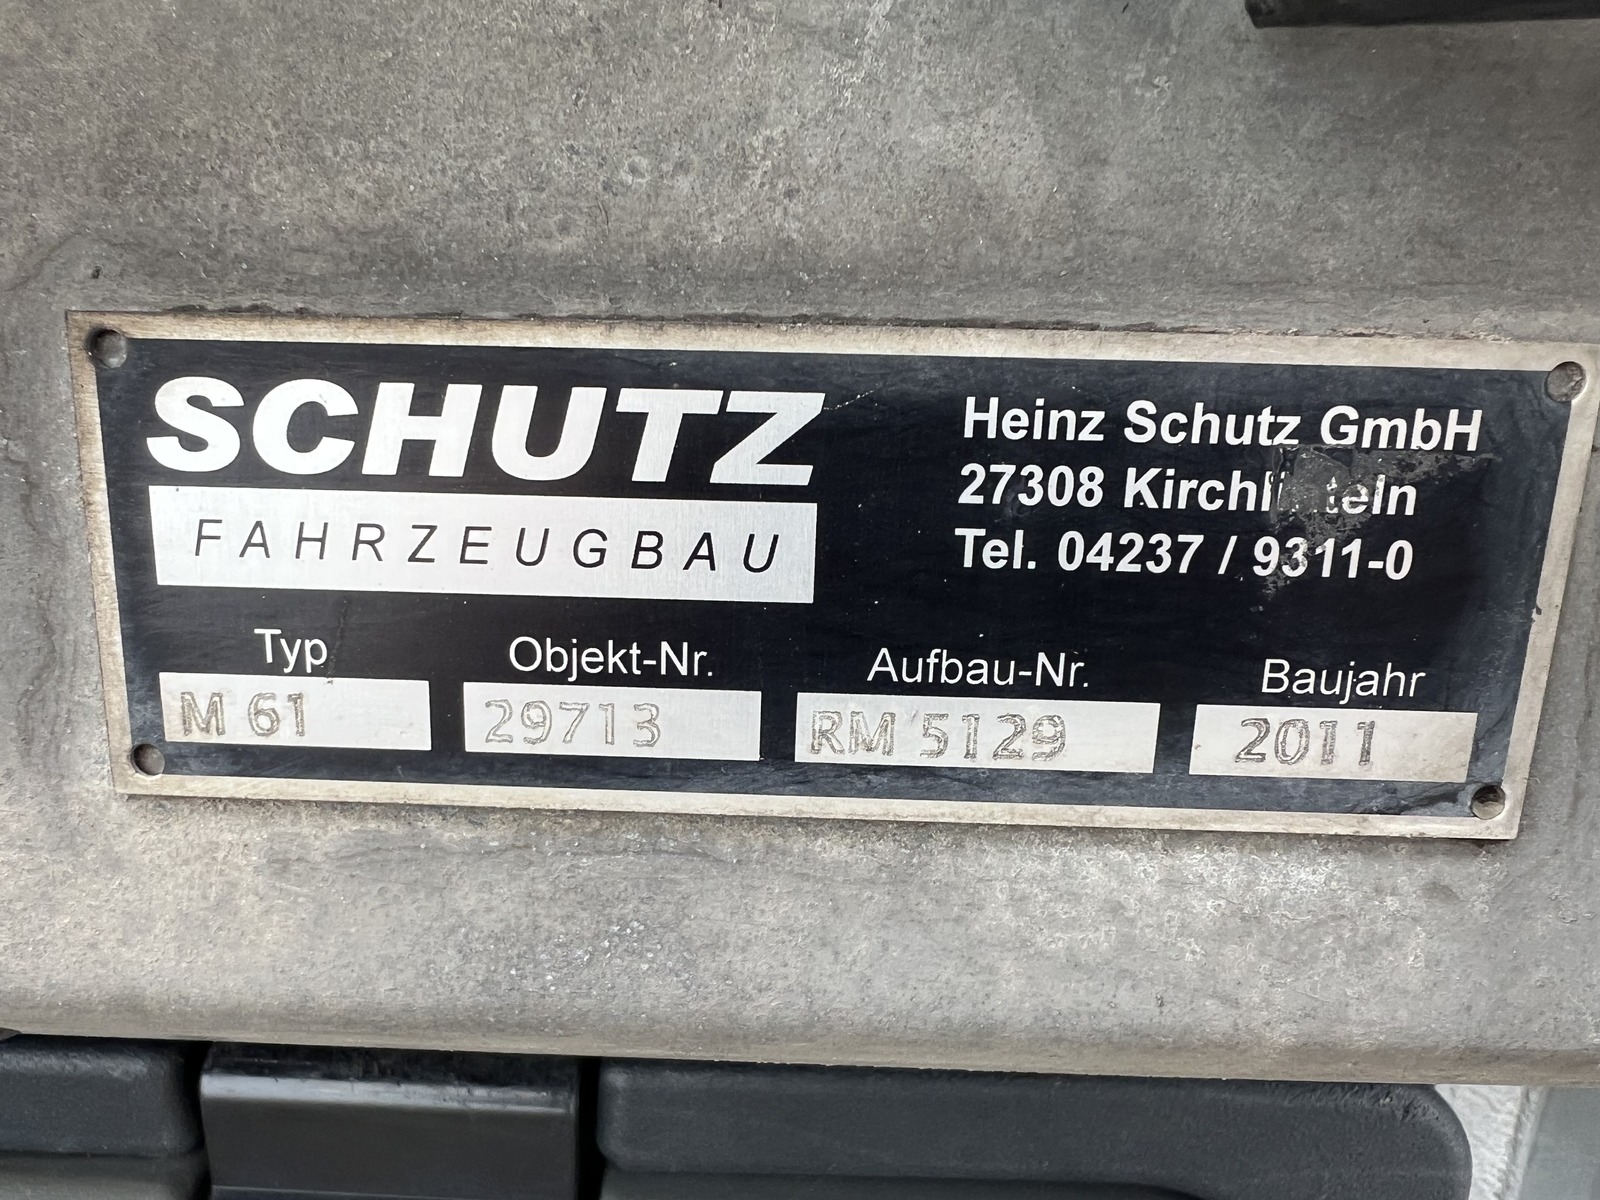 SCHUTZ
FAHRZEUGBAU
Heinz Schutz GmbH
27308
Tel. 04237 / 9311-0
Typ
M 61
Objekt-Nr.
29713
Aufbau-Nr.
RM 5129
Baujahr
2011